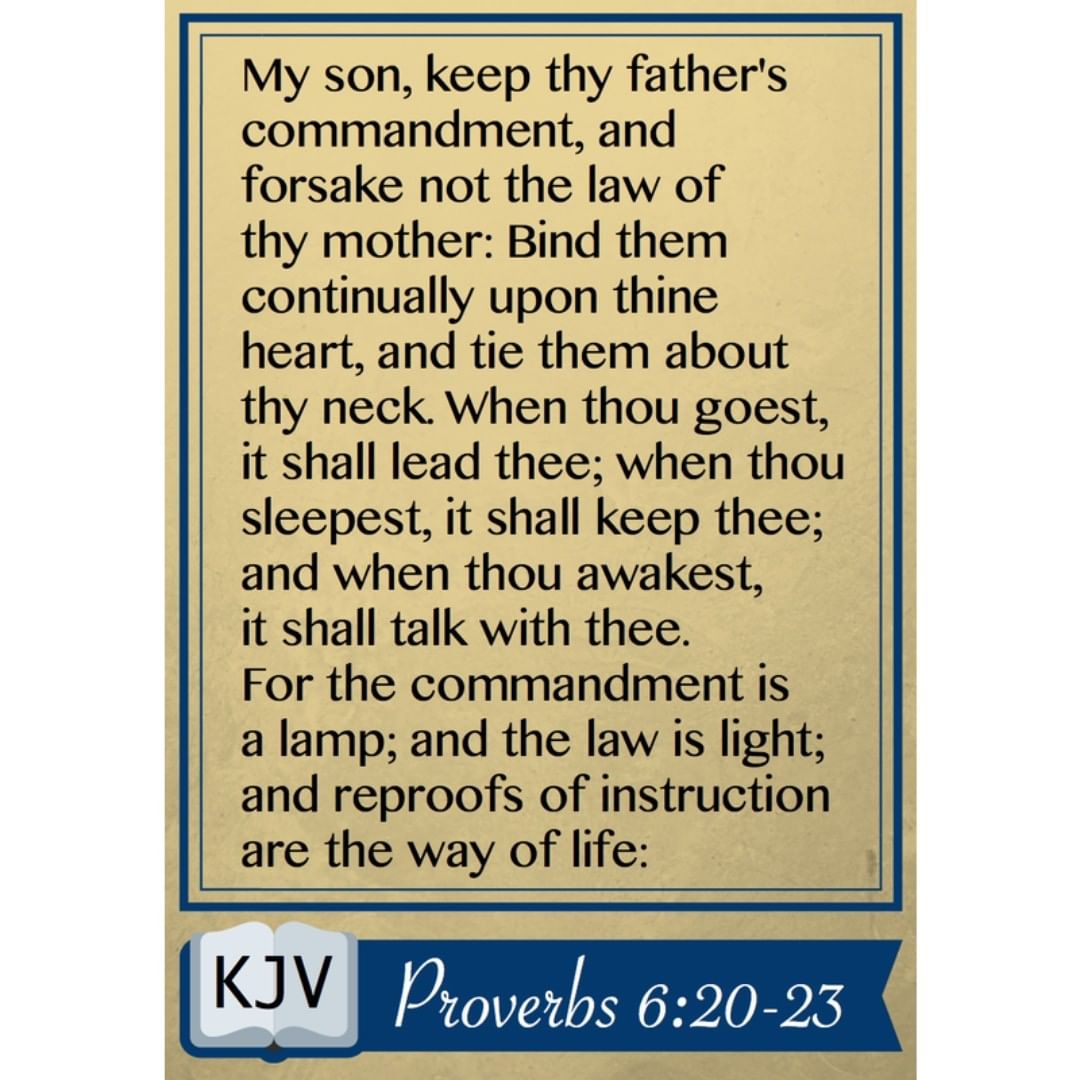 My son, keep thy father's
commandment, and
forsake not the law of
thy mother: Bind them
continually upon thine
heart, and tie them about
thy neck. When thou goest,
it shall lead thee; when thou
sleepest, it shall keep thee;
and when thou awakest,
it shall talk with thee.
For the commandment is
a lamp; and the law is light;
and reproofs of instruction
are the way of life:
KJV
Proverbs 6:20-23